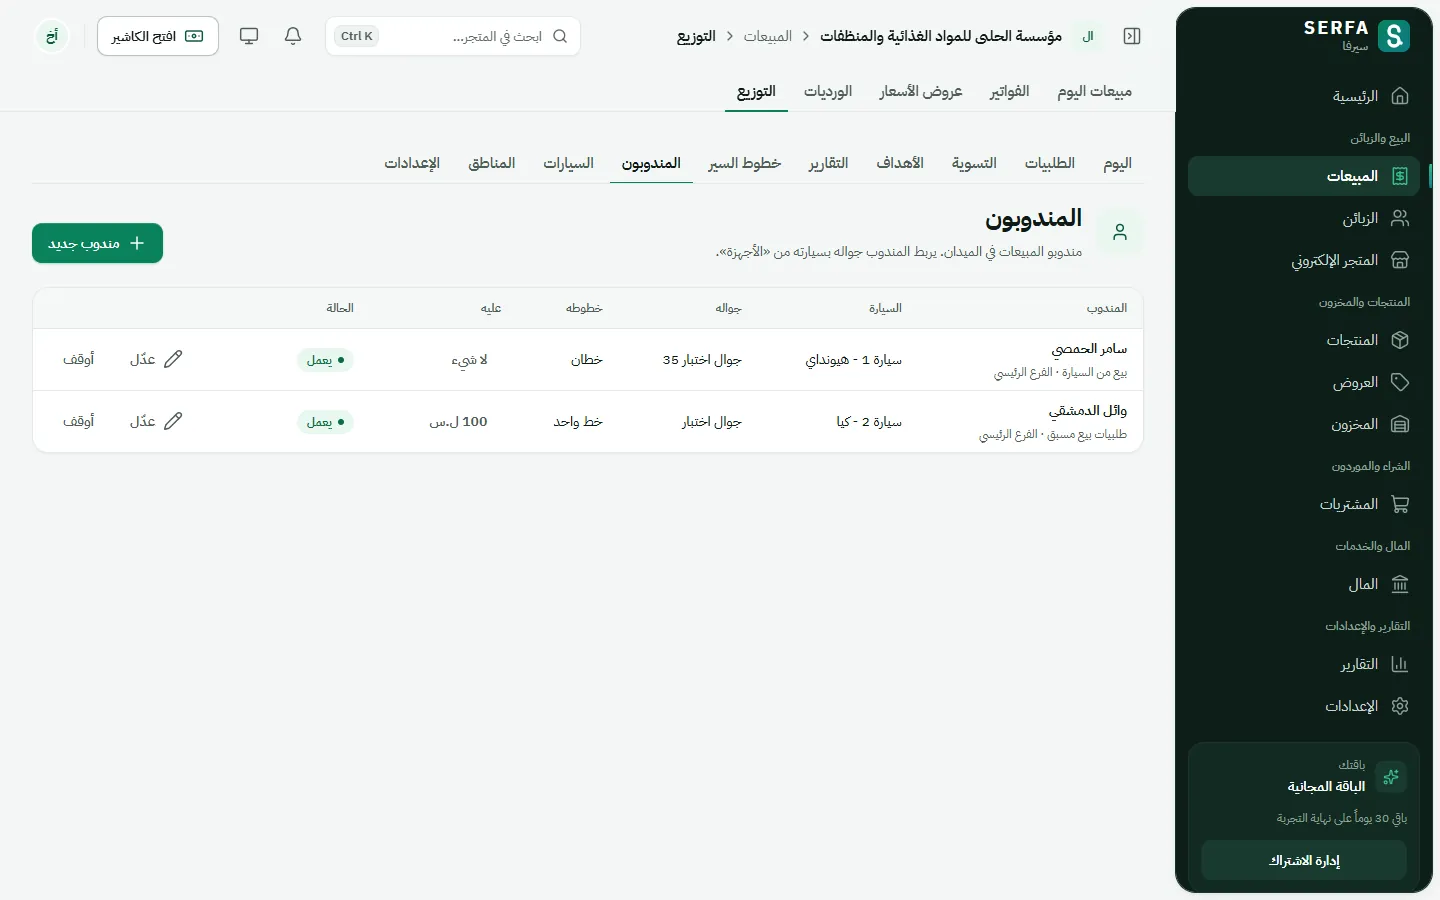 SERFA
سيرفا
الرئيسية
البيع والزبائن
المبيعات
الزبائن
المتجر الإلكتروني
المنتجات والمخزون
المنتجات
العروض
المخزون
الشراء والموردون
المشتريات
المال والخدمات
المال
التقارير والإعدادات
التقارير
الإعدادات
باقتك
الباقة المجانية
باقي 30 يوماً على نهاية التجربة
إدارة الاشتراك
ال مؤسسة الحلبي للمواد الغذائية والمنظفات المبيعات التوزيع
ابحث في المتجر... Ctrl K
افتح الكاشير
أخ
مبيعات اليوم الفواتير عروض الأسعار الورديات التوزيع
اليوم الطلبيات التسوية الأهداف التقارير خطوط السير المندوبون السيارات المناطق الإعدادات
المندوبون
مندوبو المبيعات في الميدان. يربط المندوب جواله بسيارته من «الأجهزة».
مندوب جديد
المندوب السيارة جواله خطوطه عليه الحالة
سامر الحمصي
بيع من السيارة · الفرع الرئيسي
سيارة 1 - هيونداي جوال اختبار 35 خطان لا شيء يعمل عدّل أوقف
وائل الدمشقي
طلبيات بيع مسبق · الفرع الرئيسي
سيارة 2 - كيا جوال اختبار خط واحد 100 ل.س يعمل عدّل أوقف